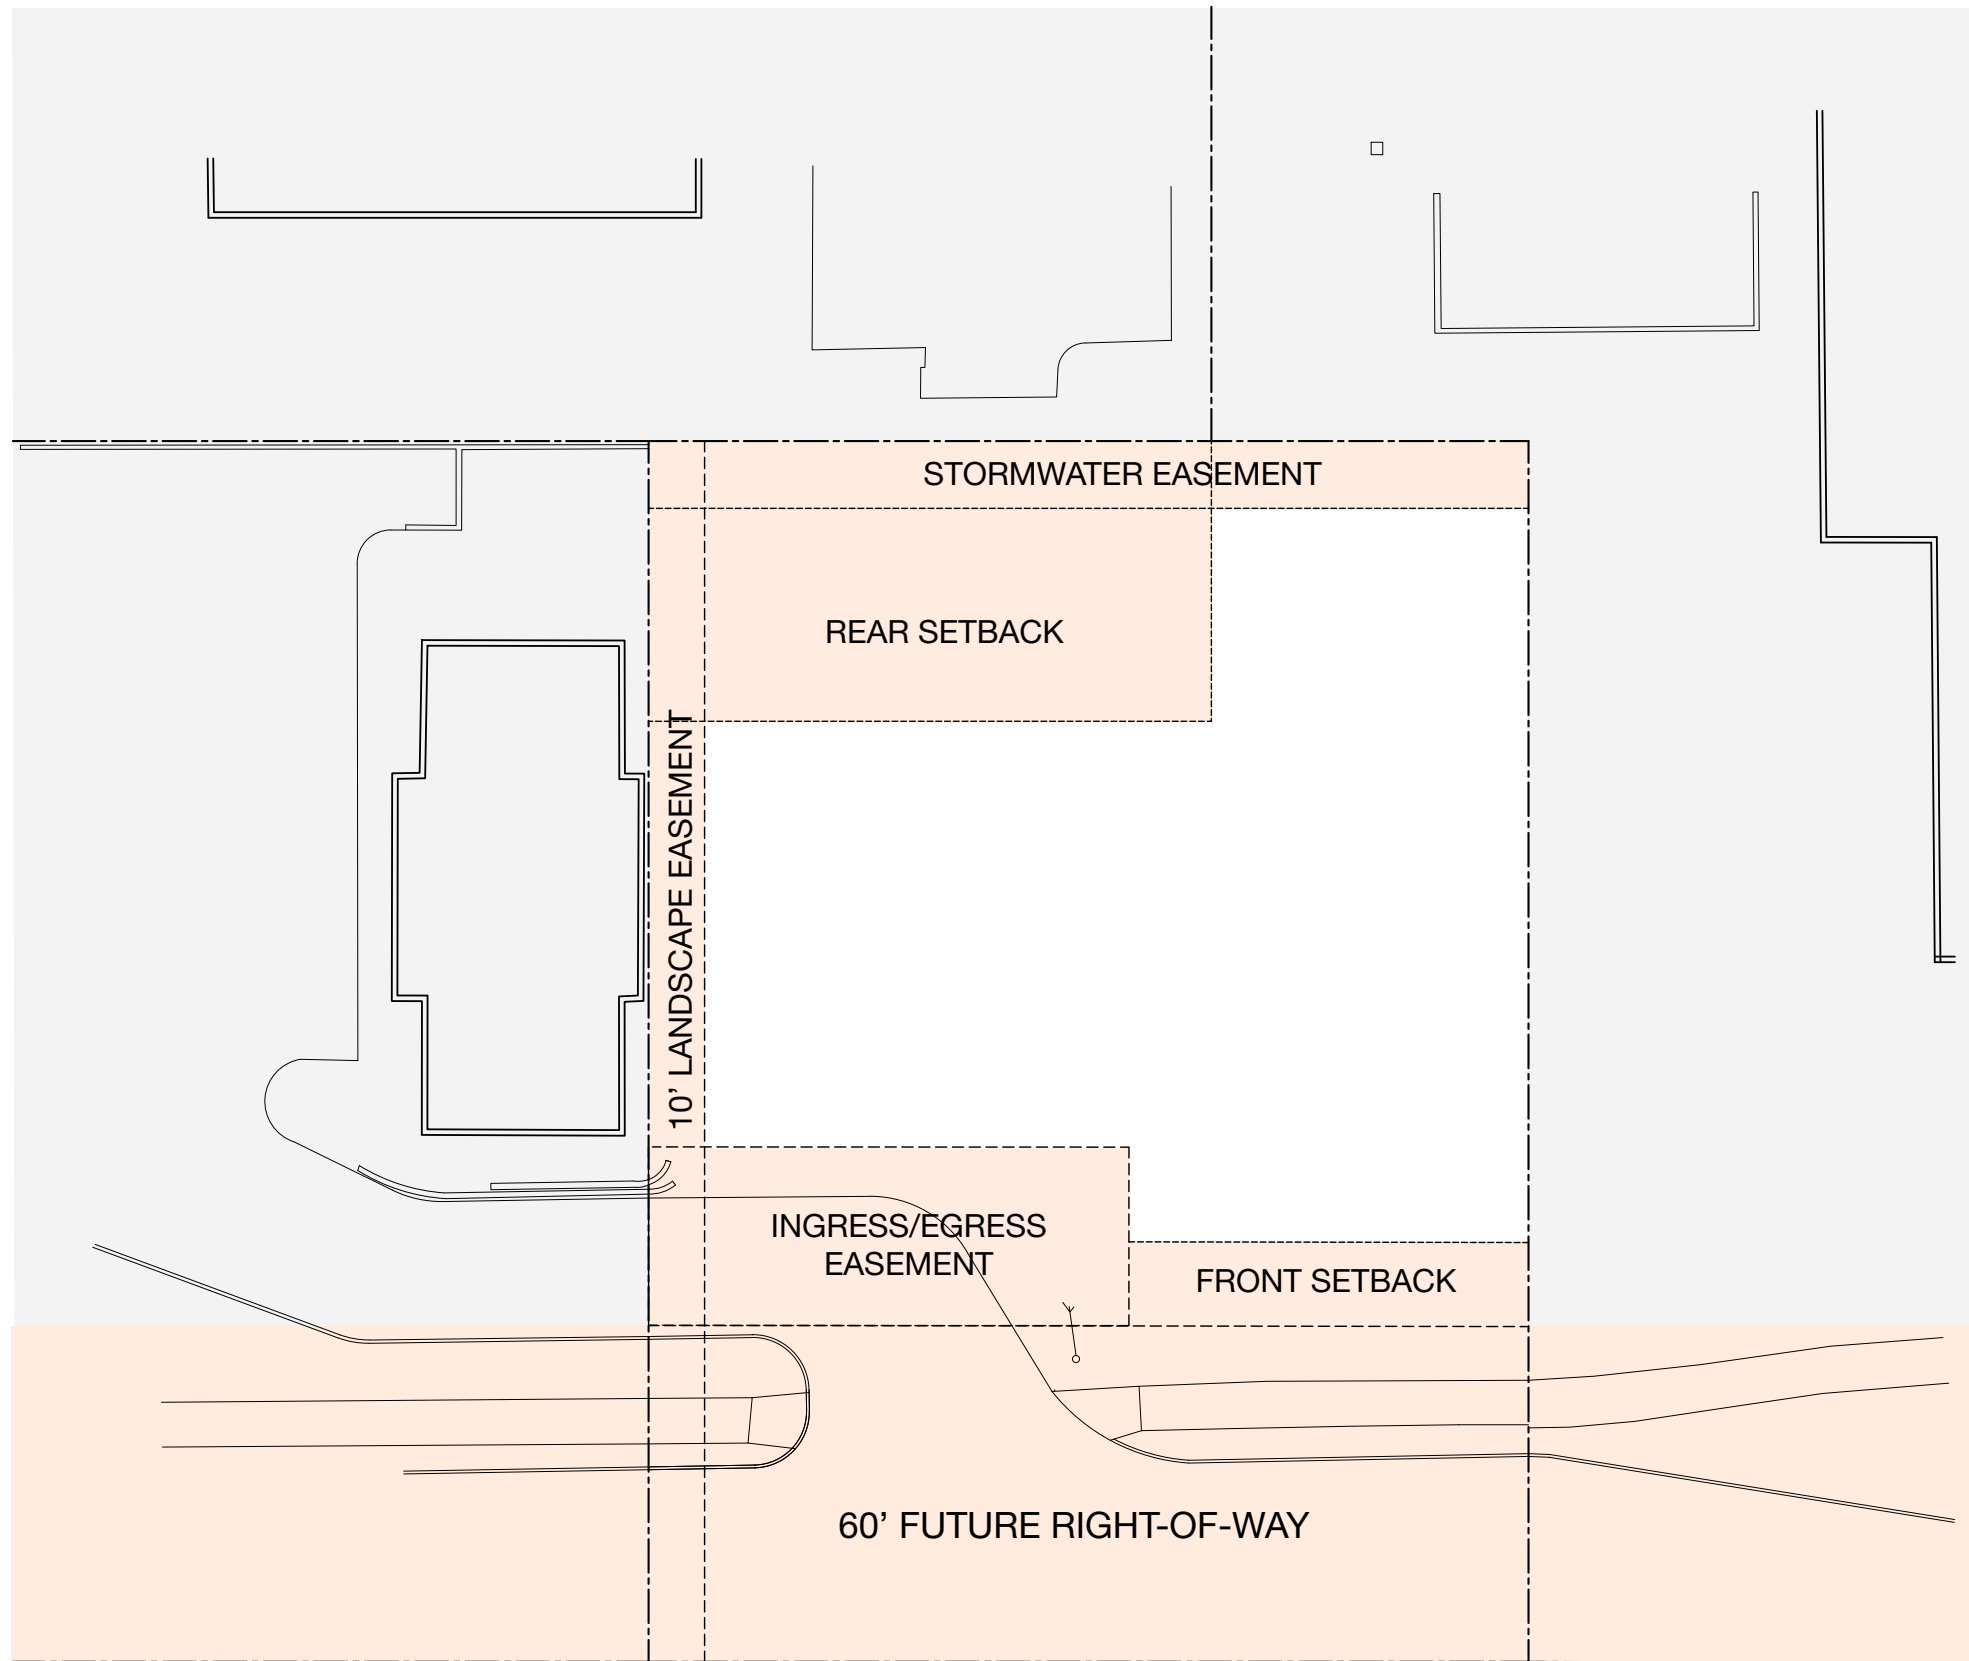 STORMWATER EASEMENT
REAR SETBACK
10’ LANDSCAPE EASEMENT
INGRESS/EGRESS
EASEMENT
FRONT SETBACK
60’ FUTURE RIGHT-OF-WAY